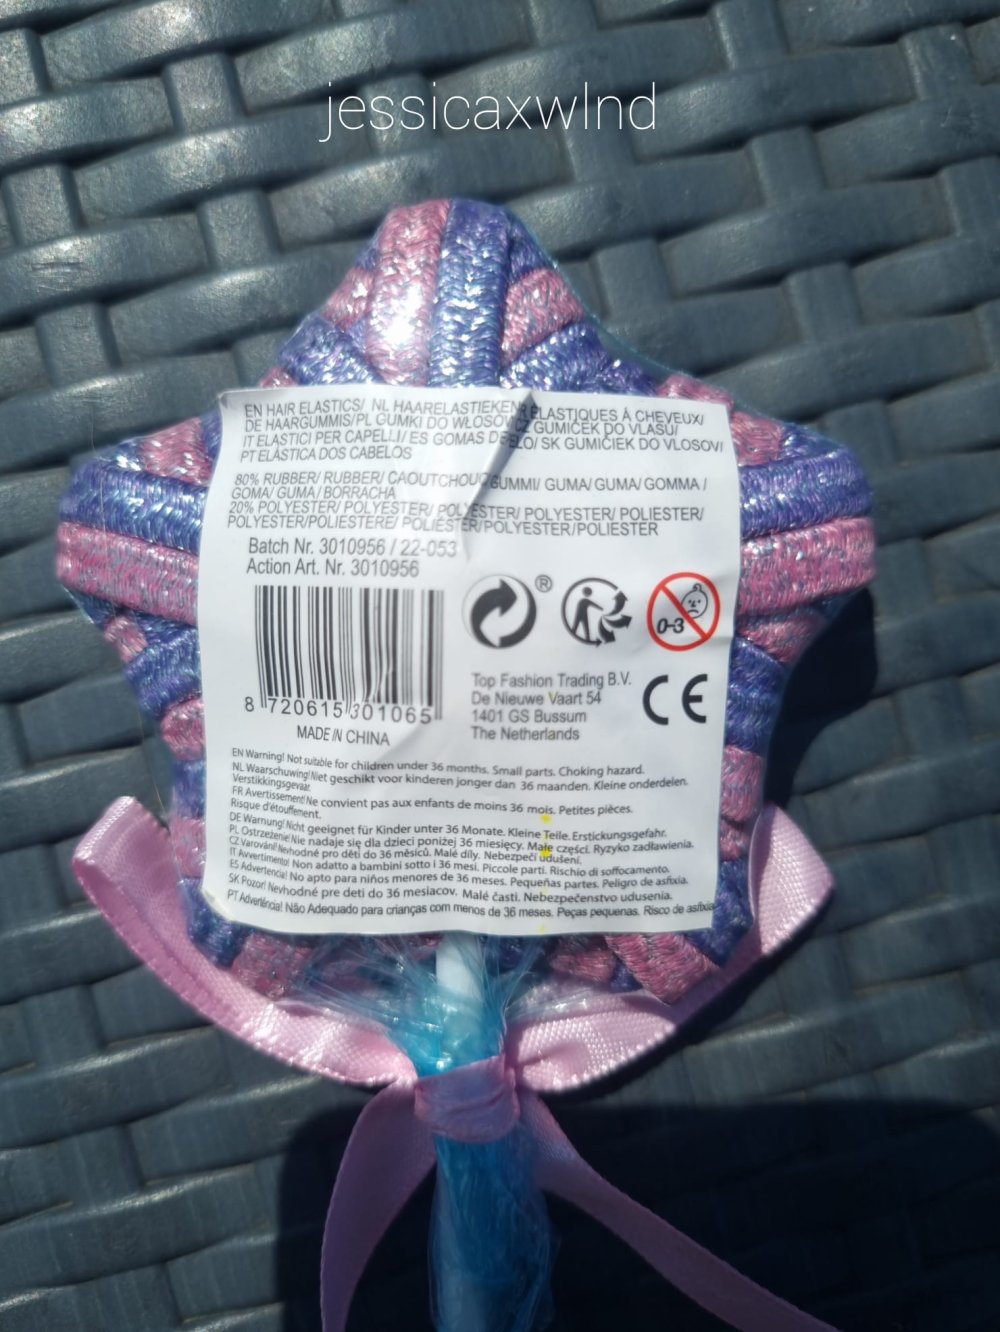 jessicaxwlnd
EN HAIR ELASTICS/ NL HAARELASTIEKEN/ ELASTIQUES À CHEVEUX/
DE HAARGUMMIS/PL GUMKI DO WŁOSOW CZ GUMIČEK DO VLASU/
IT ELASTICI PER CAPELLI/ ES GOMAS DE PELO/ SK GUMIČIEK DO VLOSOV/
PT ELASTICA DOS CABELOS
80% RUBBER/ RUBBER/ CAOUTCHOUC GUMMI/ GUMA/ GUMA/ GOMMA /
GOMA/ GUMA/ BORRACHA
20% POLYESTER/ POLYESTER/ POLYESTER/ POLYESTER/ POLYESTER/ POLIESTER/
POLYESTER/POLIESTERE/ POLIESTER/POLYESTER/POLIESTER
Batch Nr. 3010956 / 22-053
Action Art. Nr. 3010956
®
0-3
8 720615 301065
MADE IN CHINA
Top Fashion Trading B.V.
De Nieuwe Vaart 54
1401 GS Bussum
The Netherlands
CE
EN Warning! Not suitable for children under 36 months. Small parts. Choking hazard.
NL Waarschuwing! Niet geschikt voor kinderen jonger dan 36 maanden. Kleine onderdelen.
Verstikkingsgevaar.
FR Avertissement! Ne convient pas aux enfants de moins 36 mois. Petites pièces.
Risque d'étouffement.
DE Warnung! Nicht geeignet für Kinder unter 36 Monate. Kleine Teile. Erstickungsgefahr.
PL Ostrzeżenie! Nie nadaje się dla dzieci poniżej 36 miesięcy. Małe części. Ryzyko zadławienia.
CZ Varování! Nevhodné pro děti do 36 měsíců. Malé díly. Nebezpečí udušení.
IT Avvertimento! Non adatto a bambini sotto i 36 mesi. Piccole parti. Rischio di soffocamento.
ES Advertencia! No apto para niños menores de 36 meses. Pequeñas partes. Peligro de asfixia.
SK Pozor! Nevhodné pre deti do 36 mesiacov. Malé časti. Nebezpečenstvo udusenia.
PT Advertência! Não Adequado para crianças com menos de 36 meses. Peças pequenas. Risco de asfixia